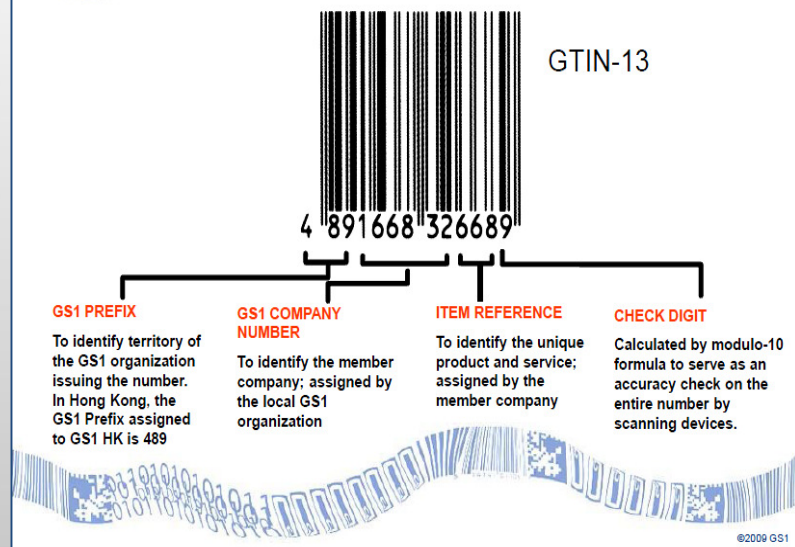 GTIN-13
4 891668 326689
GS1 PREFIX
To identify territory of
the GS1 organization
issuing the number.
In Hong Kong, the
GS1 Prefix assigned
to GS1 HK is 489
GS1 COMPANY
NUMBER
To identify the member
company; assigned by
the local GS1
organization
ITEM REFERENCE
To identify the unique
product and service;
assigned by the
member company
CHECK DIGIT
Calculated by modulo-10
formula to serve as an
accuracy check on the
entire number by
scanning devices.
©2009 GS1